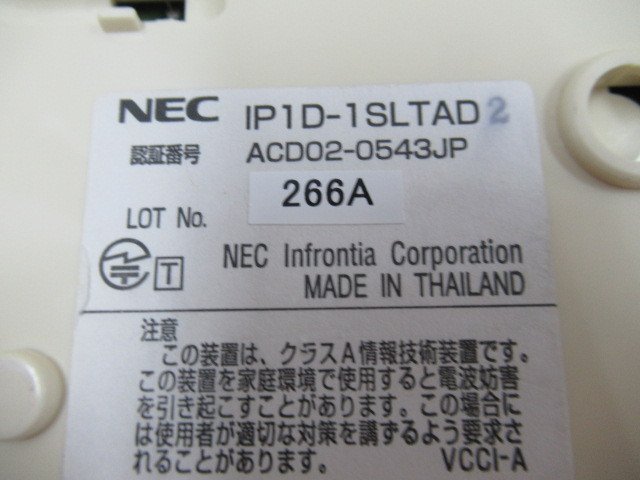 NEC IP1D-1SLTAD 2
認証番号 ACD02-0543JP
LOT No. 266A
T NEC Infrontia Corporation
MADE IN THAILAND
注意
この装置は、クラスA情報技術装置です。
この装置を家庭環境で使用すると電波妨害
を引き起こすことがあります。この場合に
は使用者が適切な対策を講ずるよう要求さ
れることがあります。 VCCI-A